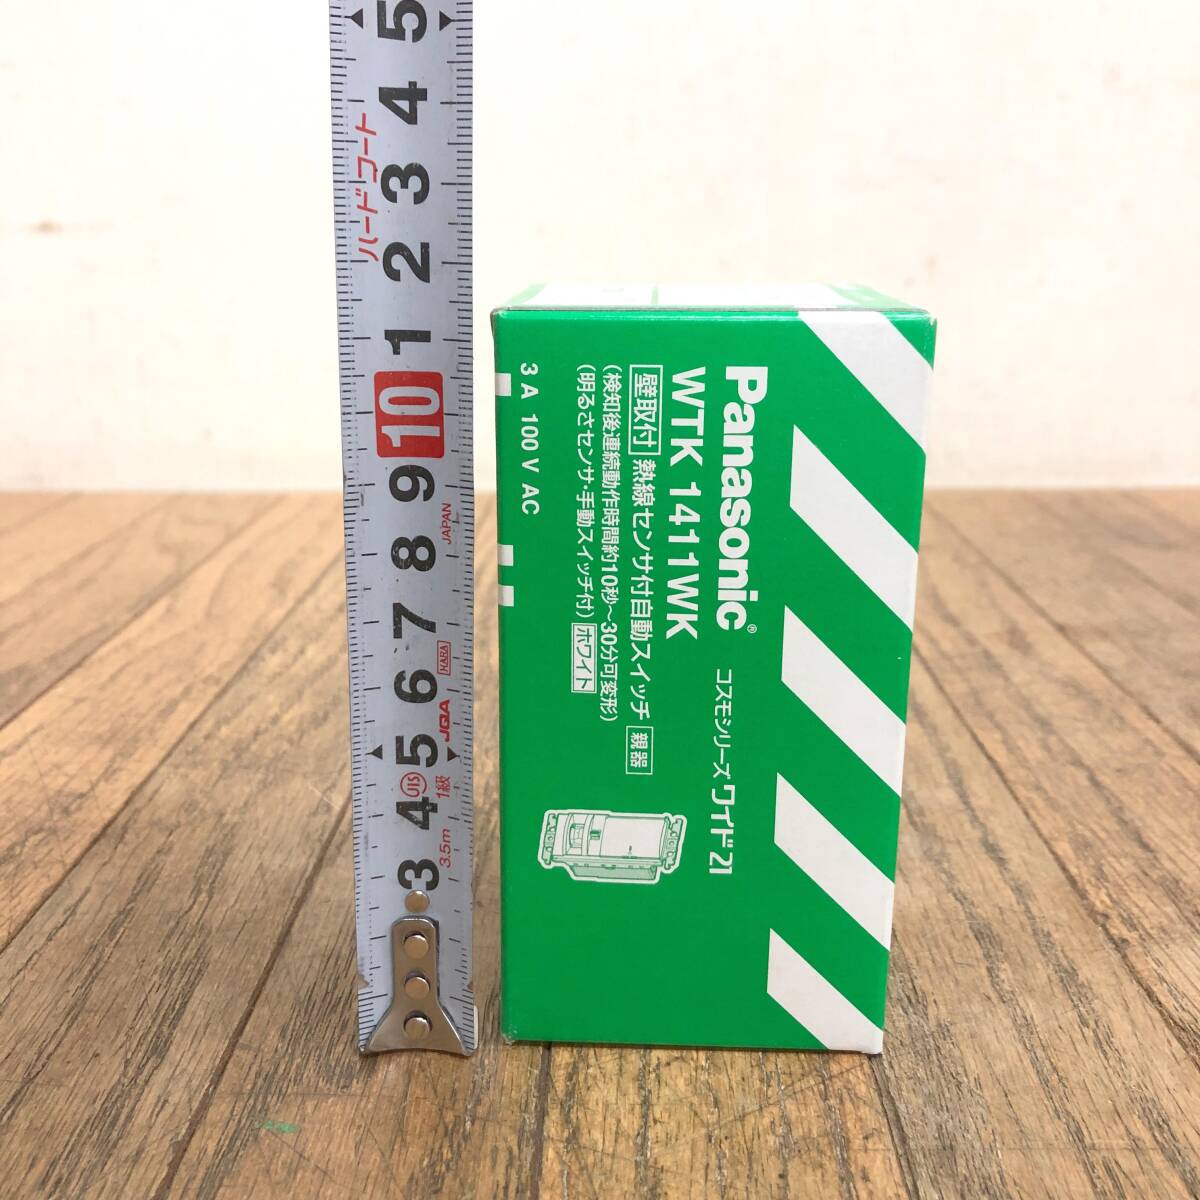 5
4
3
2
1
10
9
8
7
6
5
4
3
ハードコート
JAPAN
HARA
JQA
JIS
1級
3.5m
Panasonic®
コスモシリーズ ワイド21
WTK 1411WK
壁取付 熱線センサ付自動スイッチ 親器
(検知後連続動作時間約10秒～30分可変形)
(明るさセンサ・手動スイッチ付) ホワイト
3 A 100 V AC